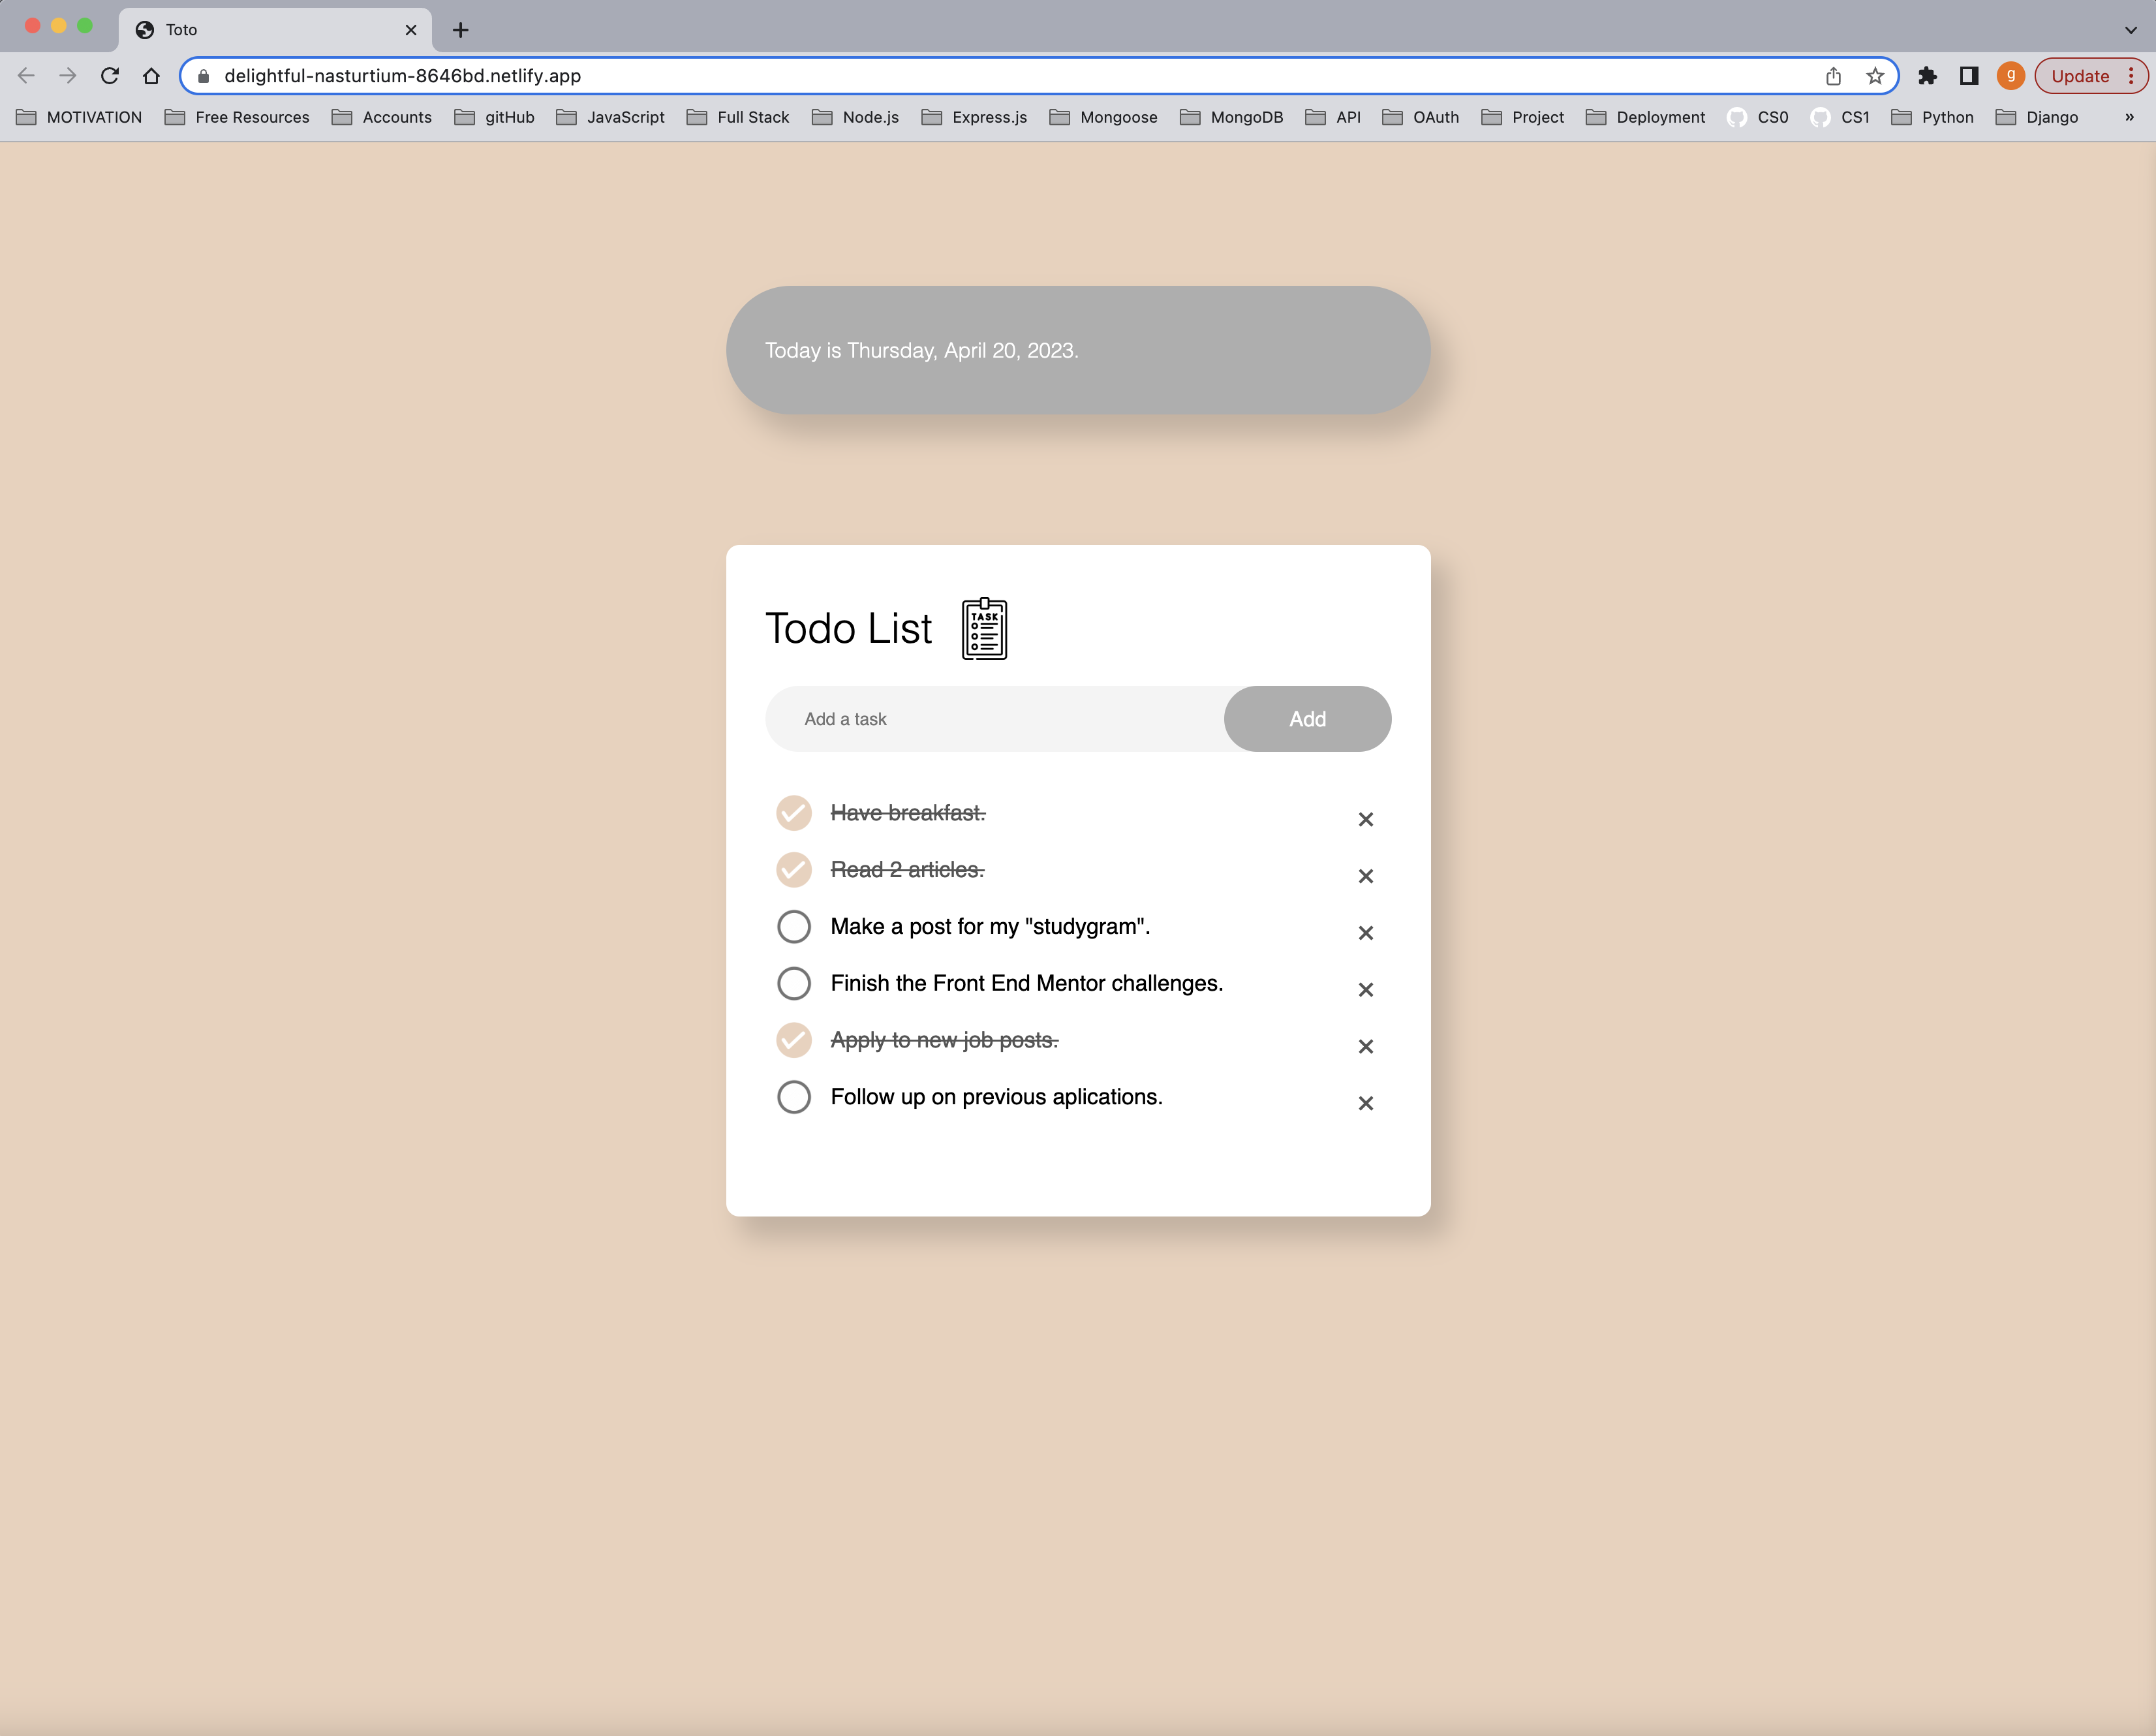 Toto
delightful-nasturtium-8646bd.netlify.app
g
Update
MOTIVATION Free Resources Accounts gitHub JavaScript Full Stack Node.js Express.js Mongoose MongoDB API OAuth Project Deployment CS0 CS1 Python Django »
Today is Thursday, April 20, 2023.
Todo List
TASK
Add a task
Add
Have breakfast.
Read 2 articles.
Make a post for my "studygram".
Finish the Front End Mentor challenges.
Apply to new job posts.
Follow up on previous aplications.